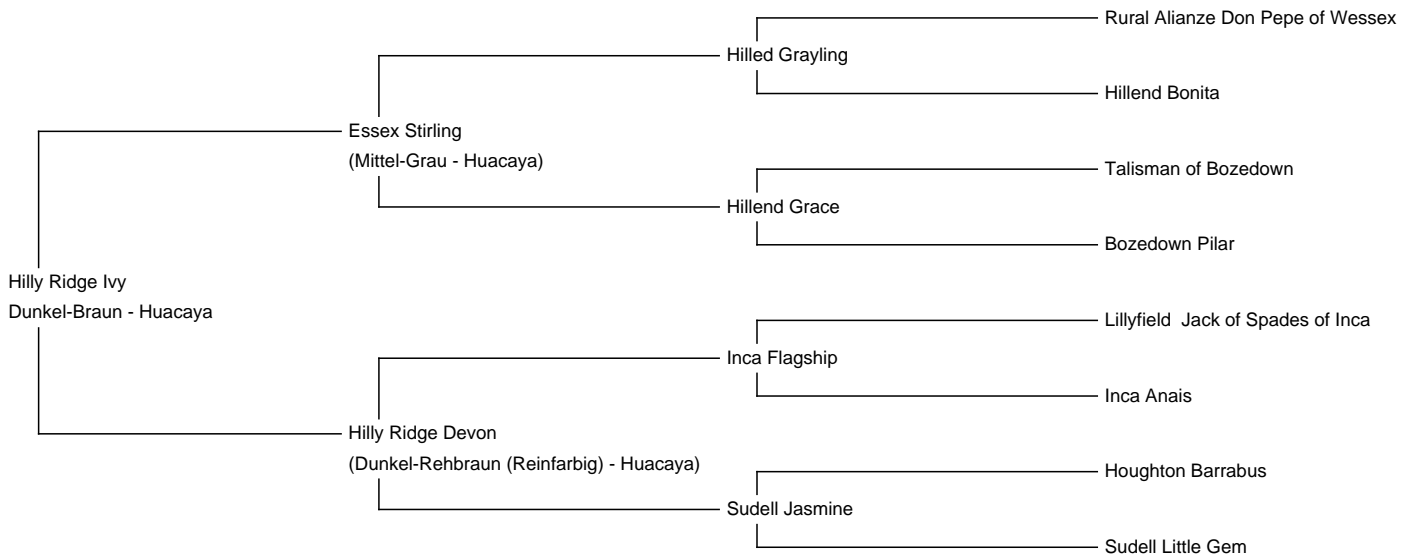 Rural Alianze Don Pepe of Wessex
Hilled Grayling
Hillend Bonita
Essex Stirling
(Mittel-Grau - Huacaya)
Talisman of Bozedown
Hillend Grace
Bozedown Pilar
Hilly Ridge Ivy
Dunkel-Braun - Huacaya
Lillyfield  Jack of Spades of Inca
Inca Flagship
Inca Anais
Hilly Ridge Devon
(Dunkel-Rehbraun (Reinfarbig) - Huacaya)
Houghton Barrabus
Sudell Jasmine
Sudell Little Gem